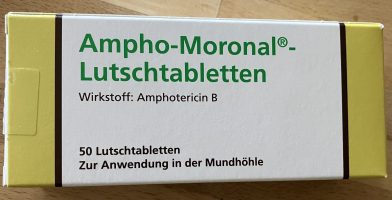 Ampho-Moronal®-
Lutschtabletten
Wirkstoff: Amphotericin B
50 Lutschtabletten
Zur Anwendung in der Mundhöhle